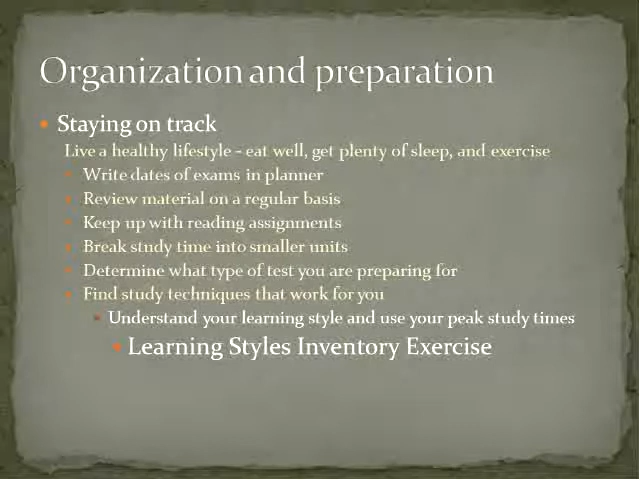 Organization and preparation
Staying on track
Live a healthy lifestyle - eat well, get plenty of sleep, and exercise
Write dates of exams in planner
Review material on a regular basis
Keep up with reading assignments
Break study time into smaller units
Determine what type of test you are preparing for
Find study techniques that work for you
Understand your learning style and use your peak study times
Learning Styles Inventory Exercise